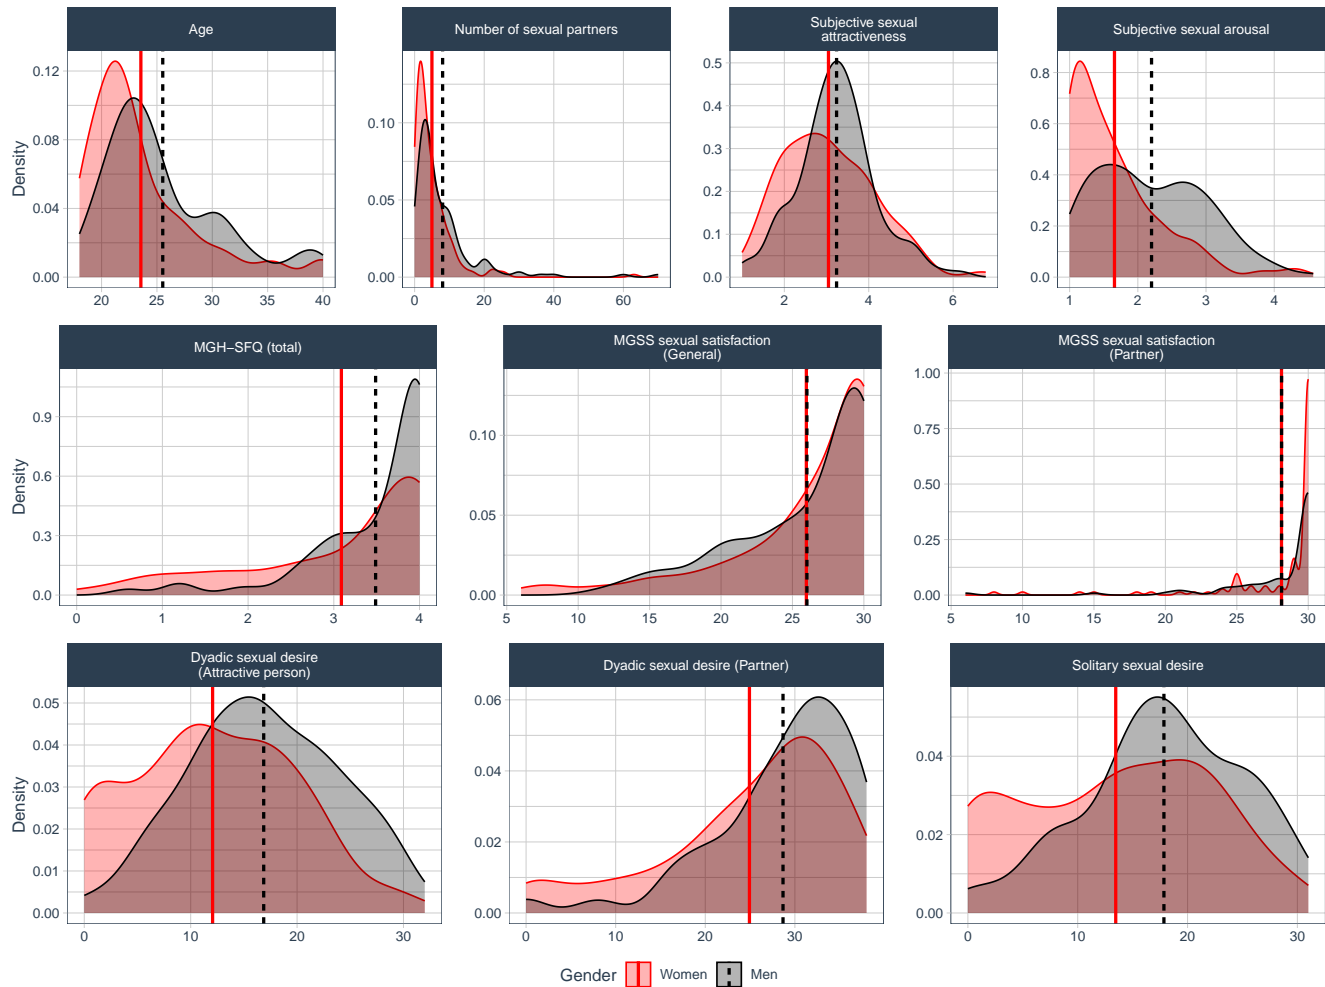 Age
Number of sexual partners
Subjective sexual
attractiveness
Subjective sexual arousal
Density
0.12
0.08
0.04
0.00
20 25 30 35 40
0.10
0.05
0.00
0 20 40 60
0.5
0.4
0.3
0.2
0.1
0.0
2 4 6
0.8
0.6
0.4
0.2
0.0
1 2 3 4
MGH−SFQ (total)
MGSS sexual satisfaction
(General)
MGSS sexual satisfaction
(Partner)
Density
0.9
0.6
0.3
0.0
0 1 2 3 4
0.10
0.05
0.00
5 10 15 20 25 30
1.00
0.75
0.50
0.25
0.00
5 10 15 20 25 30
Dyadic sexual desire
(Attractive person)
Dyadic sexual desire (Partner)
Solitary sexual desire
Density
0.05
0.04
0.03
0.02
0.01
0.00
0 10 20 30
0.06
0.04
0.02
0.00
0 10 20 30
0.04
0.02
0.00
0 10 20 30
Gender Women Men